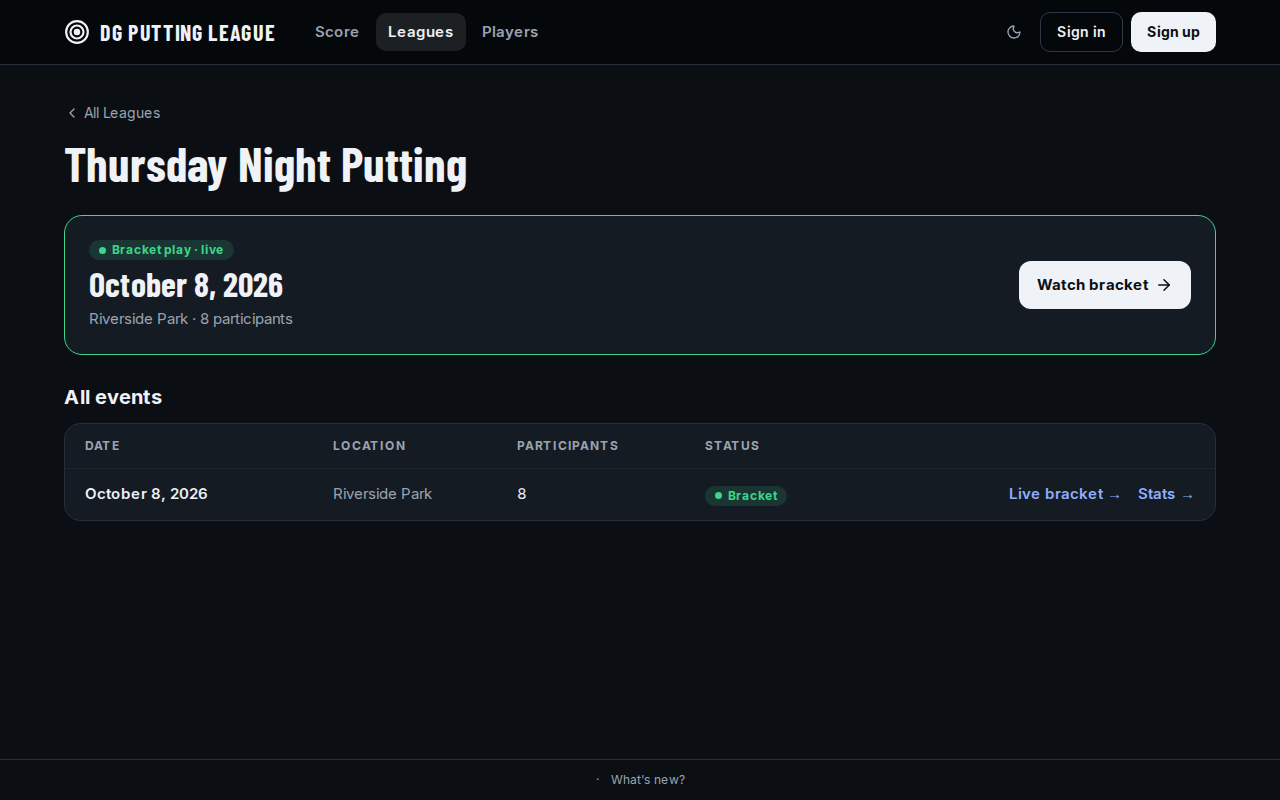 DG PUTTING LEAGUE Score Leagues Players Sign in Sign up
All Leagues
Thursday Night Putting
Bracket play · live
October 8, 2026
Riverside Park · 8 participants
Watch bracket →
All events
DATE LOCATION PARTICIPANTS STATUS
October 8, 2026 Riverside Park 8 Bracket Live bracket → Stats →
· What's new?